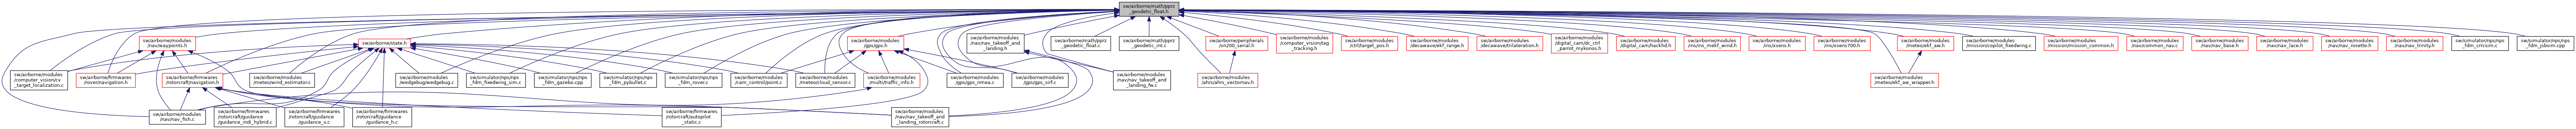 sw/airborne/math/pprz
_geodetic_float.h
sw/airborne/modules
/nav/waypoints.h
sw/airborne/state.h
sw/airborne/modules
/gps/gps.h
sw/airborne/modules
/nav/nav_takeoff_and
_landing.h
sw/airborne/math/pprz
_geodetic_float.c
sw/airborne/math/pprz
_geodetic_int.c
sw/airborne/peripherals
/vn200_serial.h
sw/airborne/modules
/computer_vision/tag
_tracking.h
sw/airborne/modules
/ctrl/target_pos.h
sw/airborne/modules
/decawave/ekf_range.h
sw/airborne/modules
/decawave/trilateration.h
sw/airborne/modules
/digital_cam/dc_ctrl
_parrot_mykonos.h
sw/airborne/modules
/digital_cam/hackhd.h
sw/airborne/modules
/ins/ins_mekf_wind.h
sw/airborne/modules
/ins/xsens.h
sw/airborne/modules
/ins/xsens700.h
sw/airborne/modules
/meteo/ekf_aw.h
sw/airborne/modules
/mission/copilot_fixedwing.c
sw/airborne/modules
/mission/mission_common.h
sw/airborne/modules
/nav/common_nav.c
sw/airborne/modules
/nav/nav_base.h
sw/airborne/modules
/nav/nav_lace.h
sw/airborne/modules
/nav/nav_rosette.h
sw/airborne/modules
/nav/nav_trinity.h
sw/simulator/nps/nps
_fdm_crrcsim.c
sw/simulator/nps/nps
_fdm_jsbsim.cpp
sw/airborne/modules
/computer_vision/cv
_target_localization.c
sw/airborne/firmwares
/rover/navigation.h
sw/airborne/firmwares
/rotorcraft/navigation.h
sw/airborne/modules
/meteo/wind_estimator.c
sw/airborne/modules
/wedgebug/wedgebug.c
sw/simulator/nps/nps
_fdm_fixedwing_sim.c
sw/simulator/nps/nps
_fdm_gazebo.cpp
sw/simulator/nps/nps
_fdm_pybullet.c
sw/simulator/nps/nps
_fdm_rover.c
sw/airborne/modules
/cam_control/point.c
sw/airborne/modules
/meteo/cloud_sensor.c
sw/airborne/modules
/multi/traffic_info.h
sw/airborne/modules
/gps/gps_nmea.c
sw/airborne/modules
/gps/gps_sirf.c
sw/airborne/modules
/nav/nav_takeoff_and
_landing_fw.c
sw/airborne/modules
/ahrs/ahrs_vectornav.h
sw/airborne/modules
/meteo/ekf_aw_wrapper.h
sw/airborne/modules
/nav/nav_fish.c
sw/airborne/firmwares
/rotorcraft/guidance
/guidance_indi_hybrid.c
sw/airborne/firmwares
/rotorcraft/guidance
/guidance_v.c
sw/airborne/firmwares
/rotorcraft/guidance
/guidance_h.c
sw/airborne/firmwares
/rotorcraft/autopilot
_static.c
sw/airborne/modules
/nav/nav_takeoff_and
_landing_rotorcraft.c